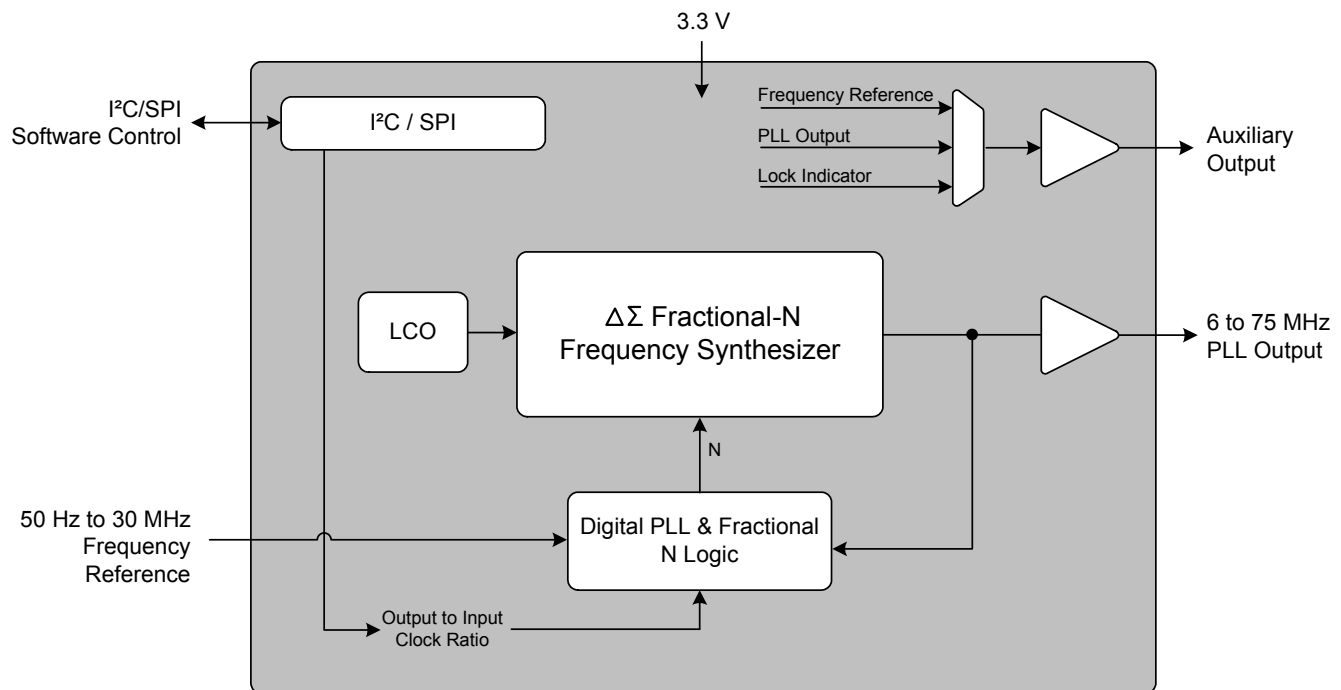 3.3 V
I²C/SPI
Software Control
I²C / SPI
Frequency Reference
PLL Output
Lock Indicator
Auxiliary
Output
LCO
ΔΣ Fractional-N
Frequency Synthesizer
6 to 75 MHz
PLL Output
N
50 Hz to 30 MHz
Frequency
Reference
Digital PLL & Fractional
N Logic
Output to Input
Clock Ratio